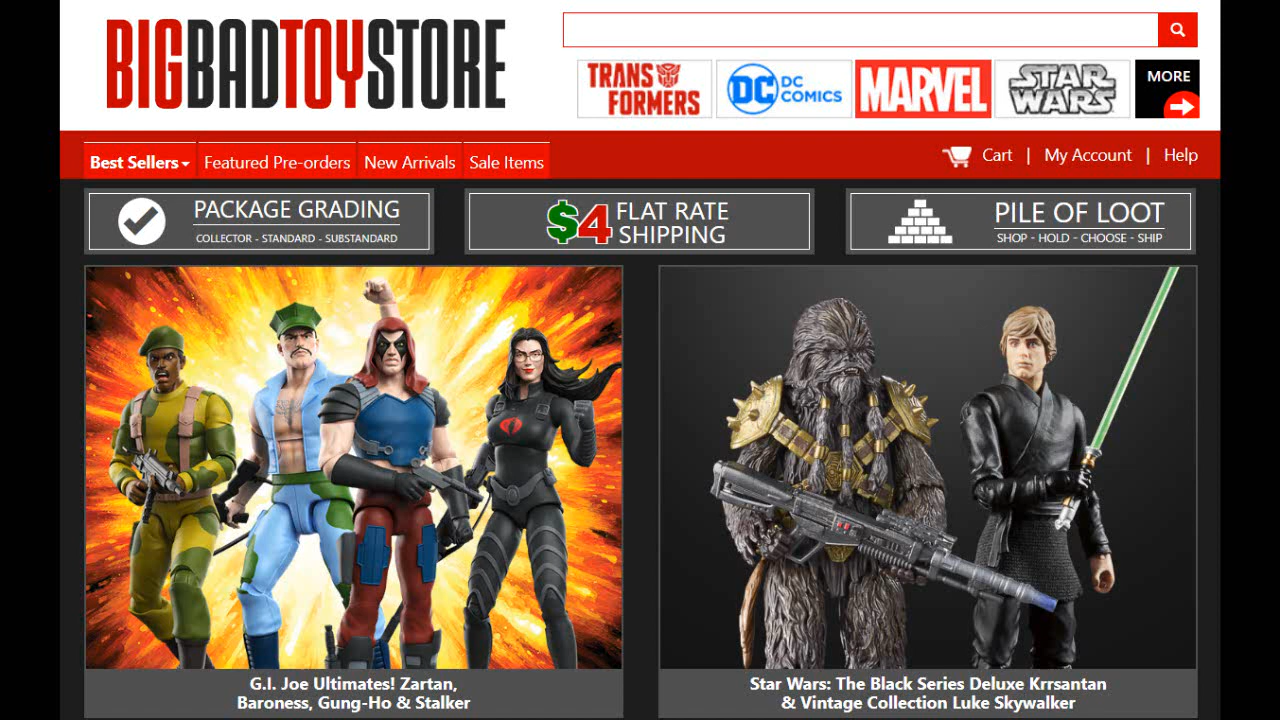 BIGBADTOYSTORE
TRANSFORMERS
DC DC COMICS
MARVEL
STAR WARS
MORE
Best Sellers
Featured Pre-orders
New Arrivals
Sale Items
Cart | My Account | Help
PACKAGE GRADING
COLLECTOR - STANDARD - SUBSTANDARD
$4 FLAT RATE
SHIPPING
PILE OF LOOT
SHOP - HOLD - CHOOSE - SHIP
G.I. Joe Ultimates! Zartan,
Baroness, Gung-Ho & Stalker
Star Wars: The Black Series Deluxe Krrsantan
& Vintage Collection Luke Skywalker